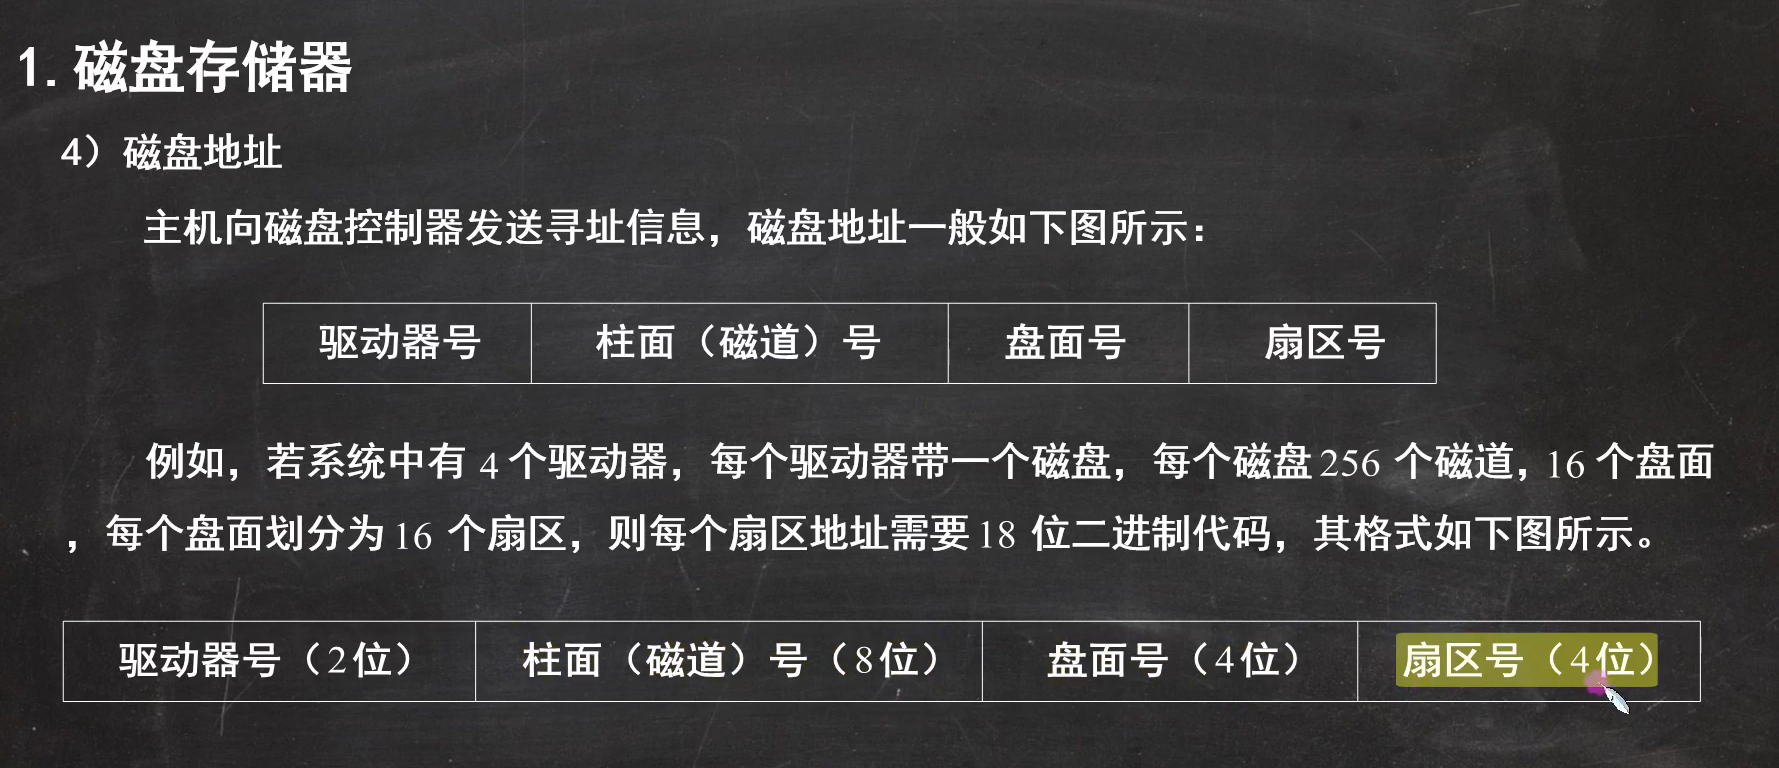 1.磁盘存储器
4）磁盘地址
主机向磁盘控制器发送寻址信息，磁盘地址一般如下图所示：
驱动器号 柱面（磁道）号 盘面号 扇区号
例如，若系统中有 4 个驱动器，每个驱动器带一个磁盘，每个磁盘 256 个磁道，16 个盘面
，每个盘面划分为 16 个扇区，则每个扇区地址需要 18 位二进制代码，其格式如下图所示。
驱动器号（2位） 柱面（磁道）号（8位） 盘面号（4位） 扇区号（4位）